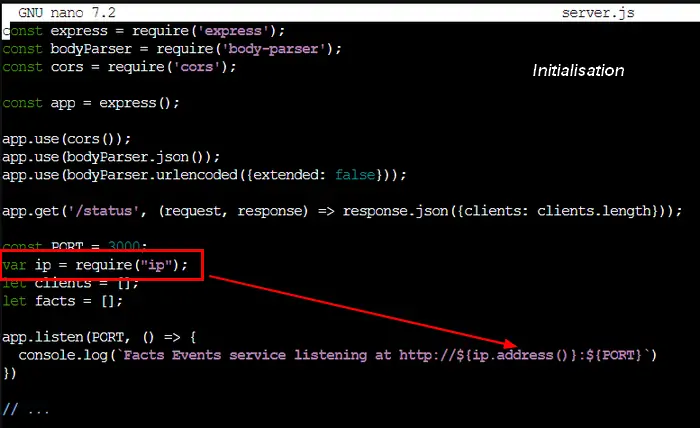 GNU nano 7.2 server.js
const express = require('express');
const bodyParser = require('body-parser');
const cors = require('cors');
Initialisation
const app = express();
app.use(cors());
app.use(bodyParser.json());
app.use(bodyParser.urlencoded({extended: false}));
app.get('/status', (request, response) => response.json({clients: clients.length}));
const PORT = 3000;
var ip = require("ip");
let clients = [];
let facts = [];
app.listen(PORT, () => {
  console.log(`Facts Events service listening at http://${ip.address()}:${PORT}`)
})
// ...